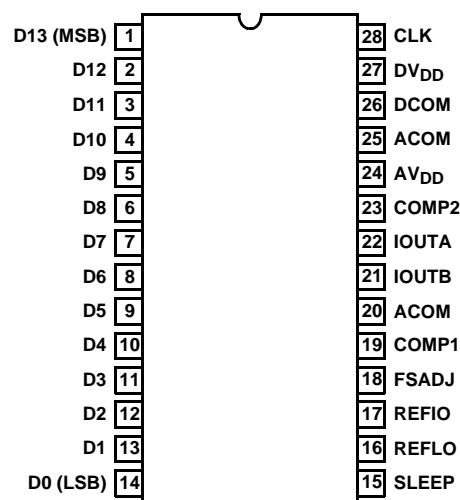 D13 (MSB) 1 28 CLK
D12 2 27 DVDD
D11 3 26 DCOM
D10 4 25 ACOM
D9 5 24 AVDD
D8 6 23 COMP2
D7 7 22 IOUTA
D6 8 21 IOUTB
D5 9 20 ACOM
D4 10 19 COMP1
D3 11 18 FSADJ
D2 12 17 REFIO
D1 13 16 REFLO
D0 (LSB) 14 15 SLEEP